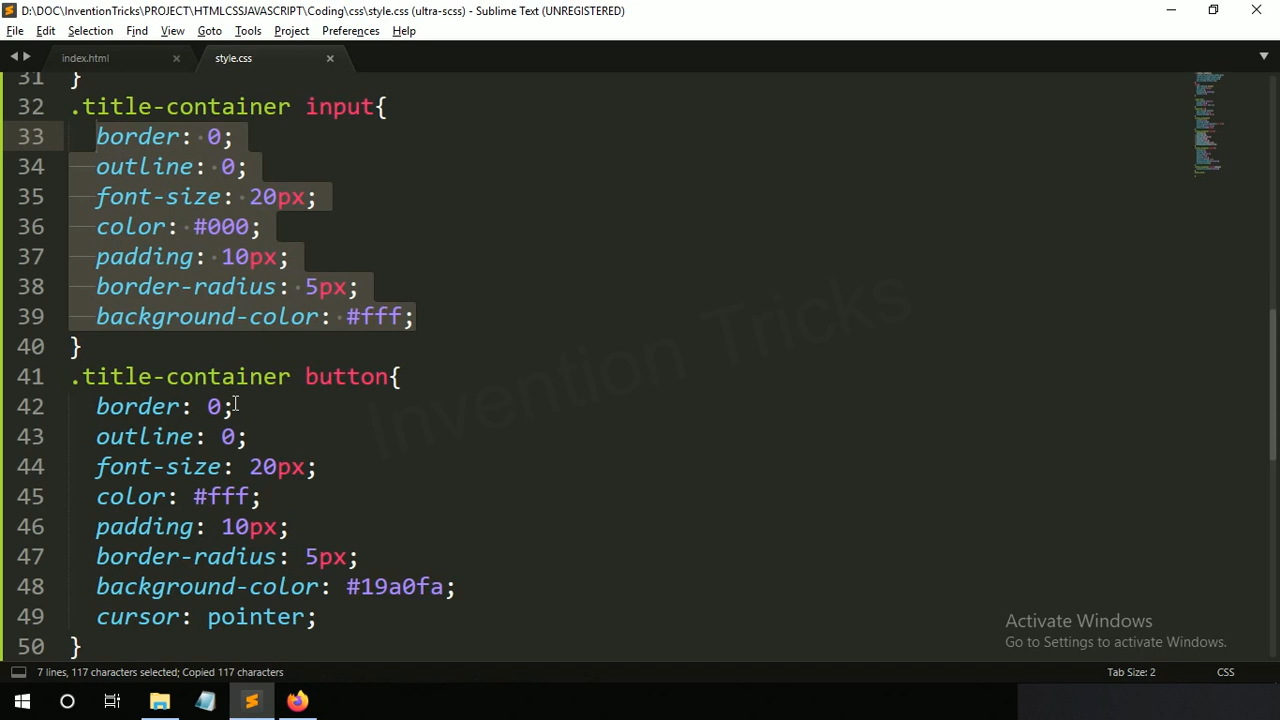 D:\DOC\InventionTricks\PROJECT\HTMLCSSJAVASCRIPT\Coding\css\style.css (ultra-scss) - Sublime Text (UNREGISTERED)
File Edit Selection Find View Goto Tools Project Preferences Help
index.html style.css
31 }
32 .title-container input{
33 border: 0;
34 outline: 0;
35 font-size: 20px;
36 color: #000;
37 padding: 10px;
38 border-radius: 5px;
39 background-color: #fff;
40 }
41 .title-container button{
42 border: 0;
43 outline: 0;
44 font-size: 20px;
45 color: #fff;
46 padding: 10px;
47 border-radius: 5px;
48 background-color: #19a0fa;
49 cursor: pointer;
50 }
Invention Tricks
Activate Windows
Go to Settings to activate Windows.
7 lines, 117 characters selected; Copied 117 characters Tab Size: 2 CSS